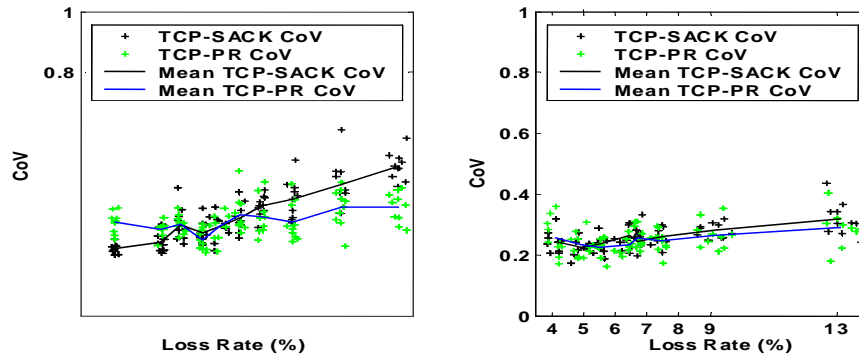 1
0.8
CoV
TCP-SACK CoV
TCP-PR CoV
Mean TCP-SACK CoV
Mean TCP-PR CoV
Loss Rate (%)
1
0.8
0.6
0.4
0.2
0
CoV
TCP-SACK CoV
TCP-PR CoV
Mean TCP-SACK CoV
Mean TCP-PR CoV
4 5 6 7 8 9 13
Loss Rate (%)